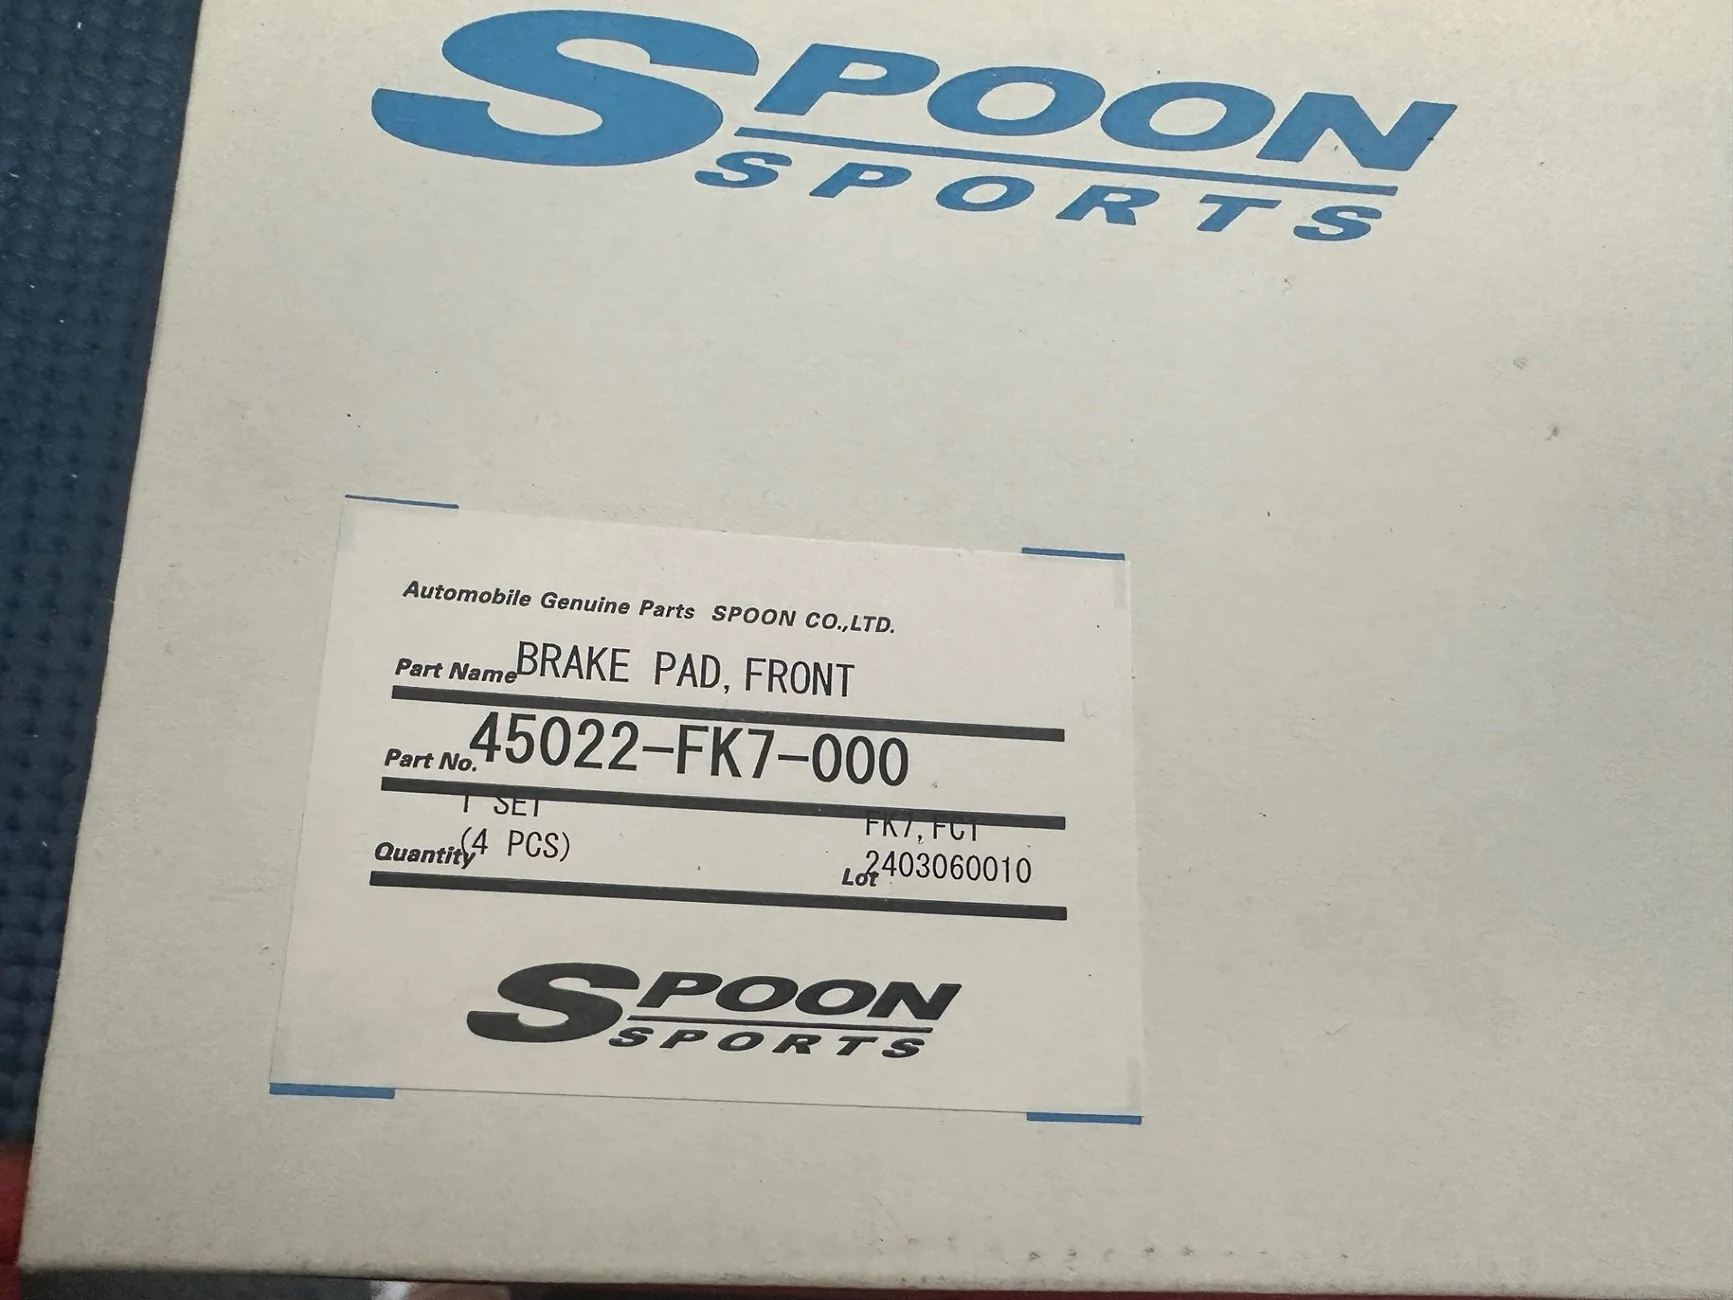 SPOON
SPORTS
Automobile Genuine Parts SPOON CO.,LTD.
Part Name BRAKE PAD, FRONT
Part No. 45022-FK7-000
1 SET
FK7, FC1
Quantity (4 PCS)
Lot 2403060010
SPOON
SPORTS